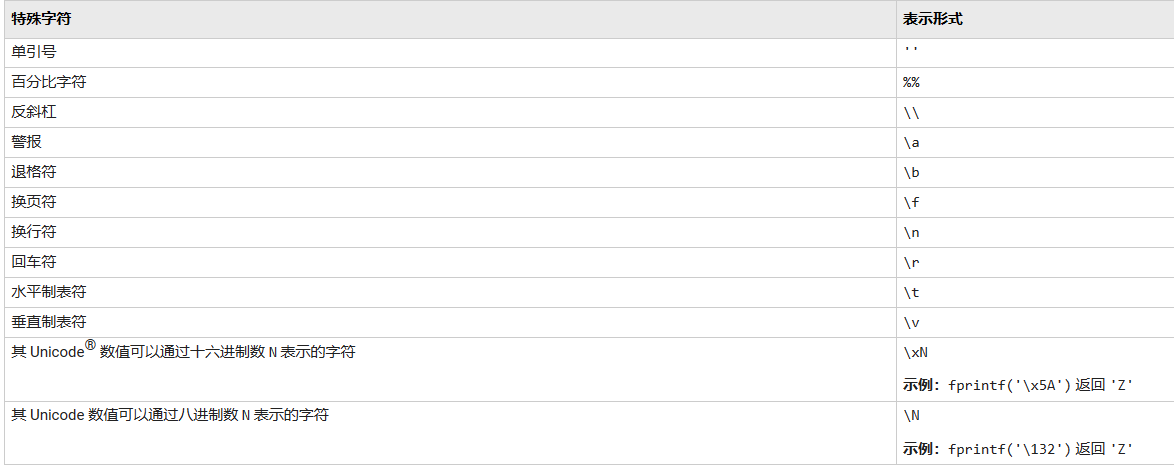 特殊字符 表示形式
单引号 ''
百分比字符 %%
反斜杠 \\
警报 \a
退格符 \b
换页符 \f
换行符 \n
回车符 \r
水平制表符 \t
垂直制表符 \v
其 Unicode® 数值可以通过十六进制数 N 表示的字符 \xN
示例：fprintf('\x5A') 返回 'Z'
其 Unicode 数值可以通过八进制数 N 表示的字符 \N
示例：fprintf('\132') 返回 'Z'